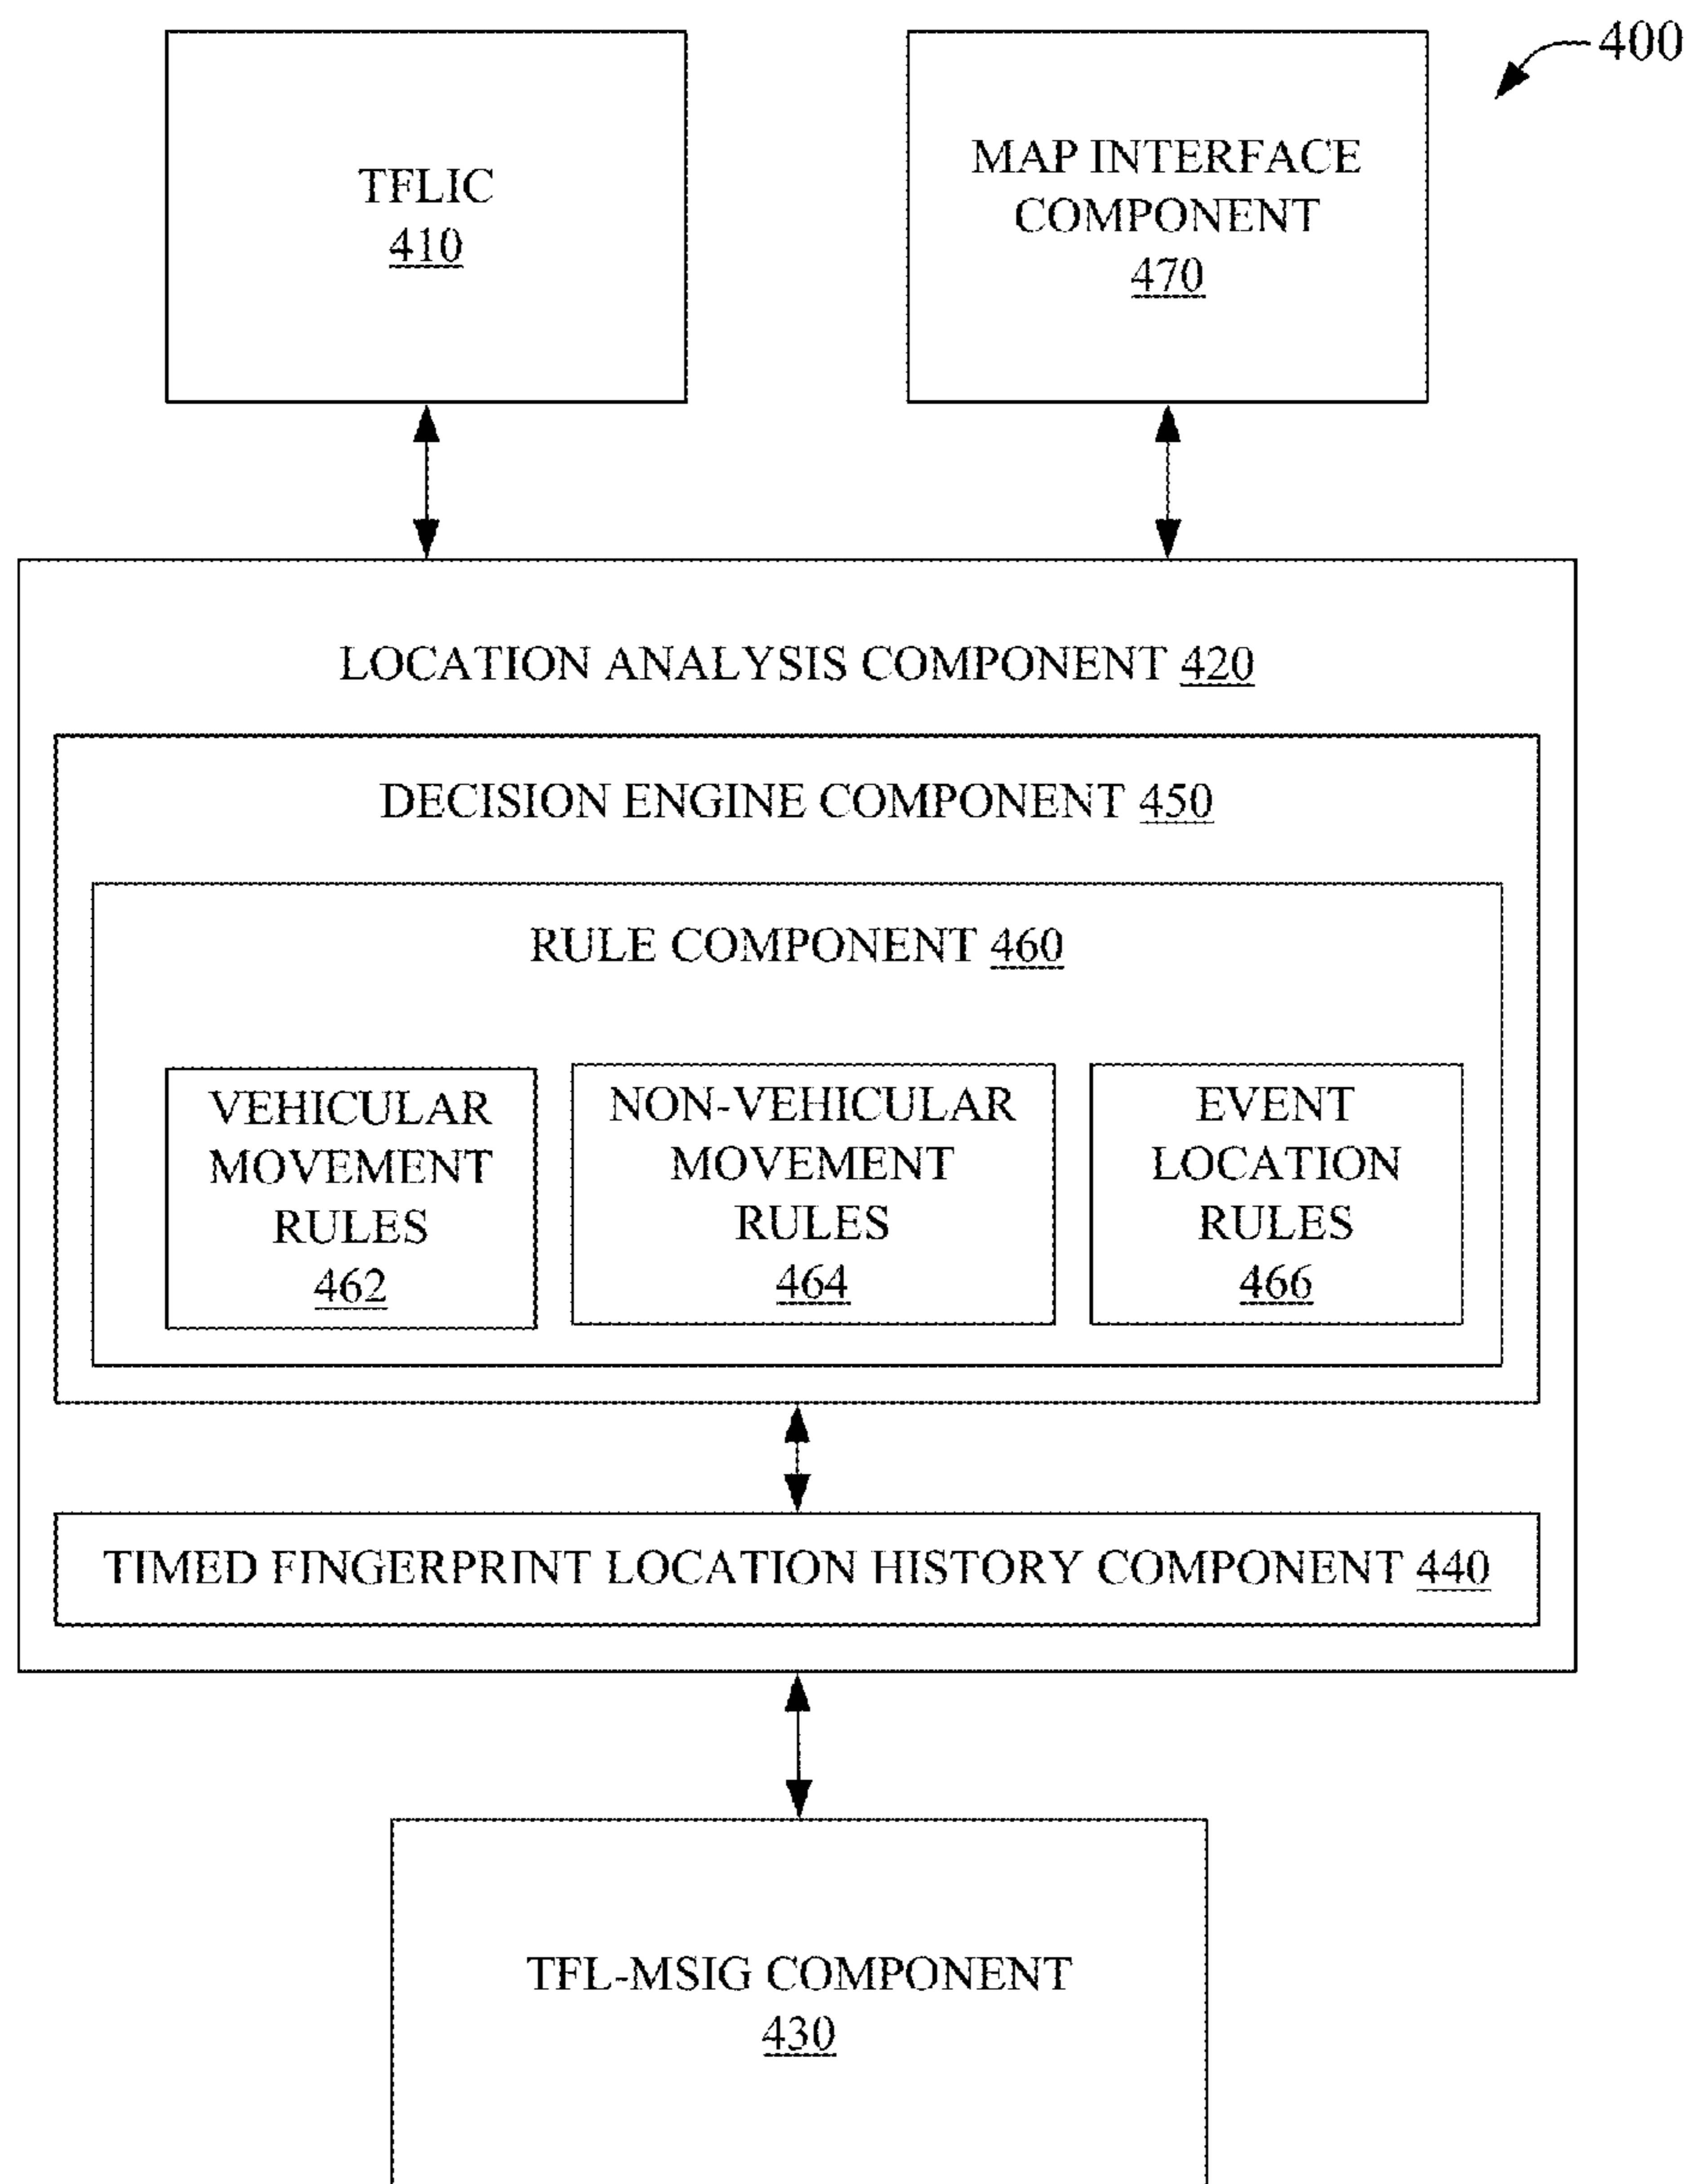 400
TFLIC
410
MAP INTERFACE
COMPONENT
470
LOCATION ANALYSIS COMPONENT 420
DECISION ENGINE COMPONENT 450
RULE COMPONENT 460
VEHICULAR
MOVEMENT
RULES
462
NON-VEHICULAR
MOVEMENT
RULES
464
EVENT
LOCATION
RULES
466
TIMED FINGERPRINT LOCATION HISTORY COMPONENT 440
TFL-MSIG COMPONENT
430